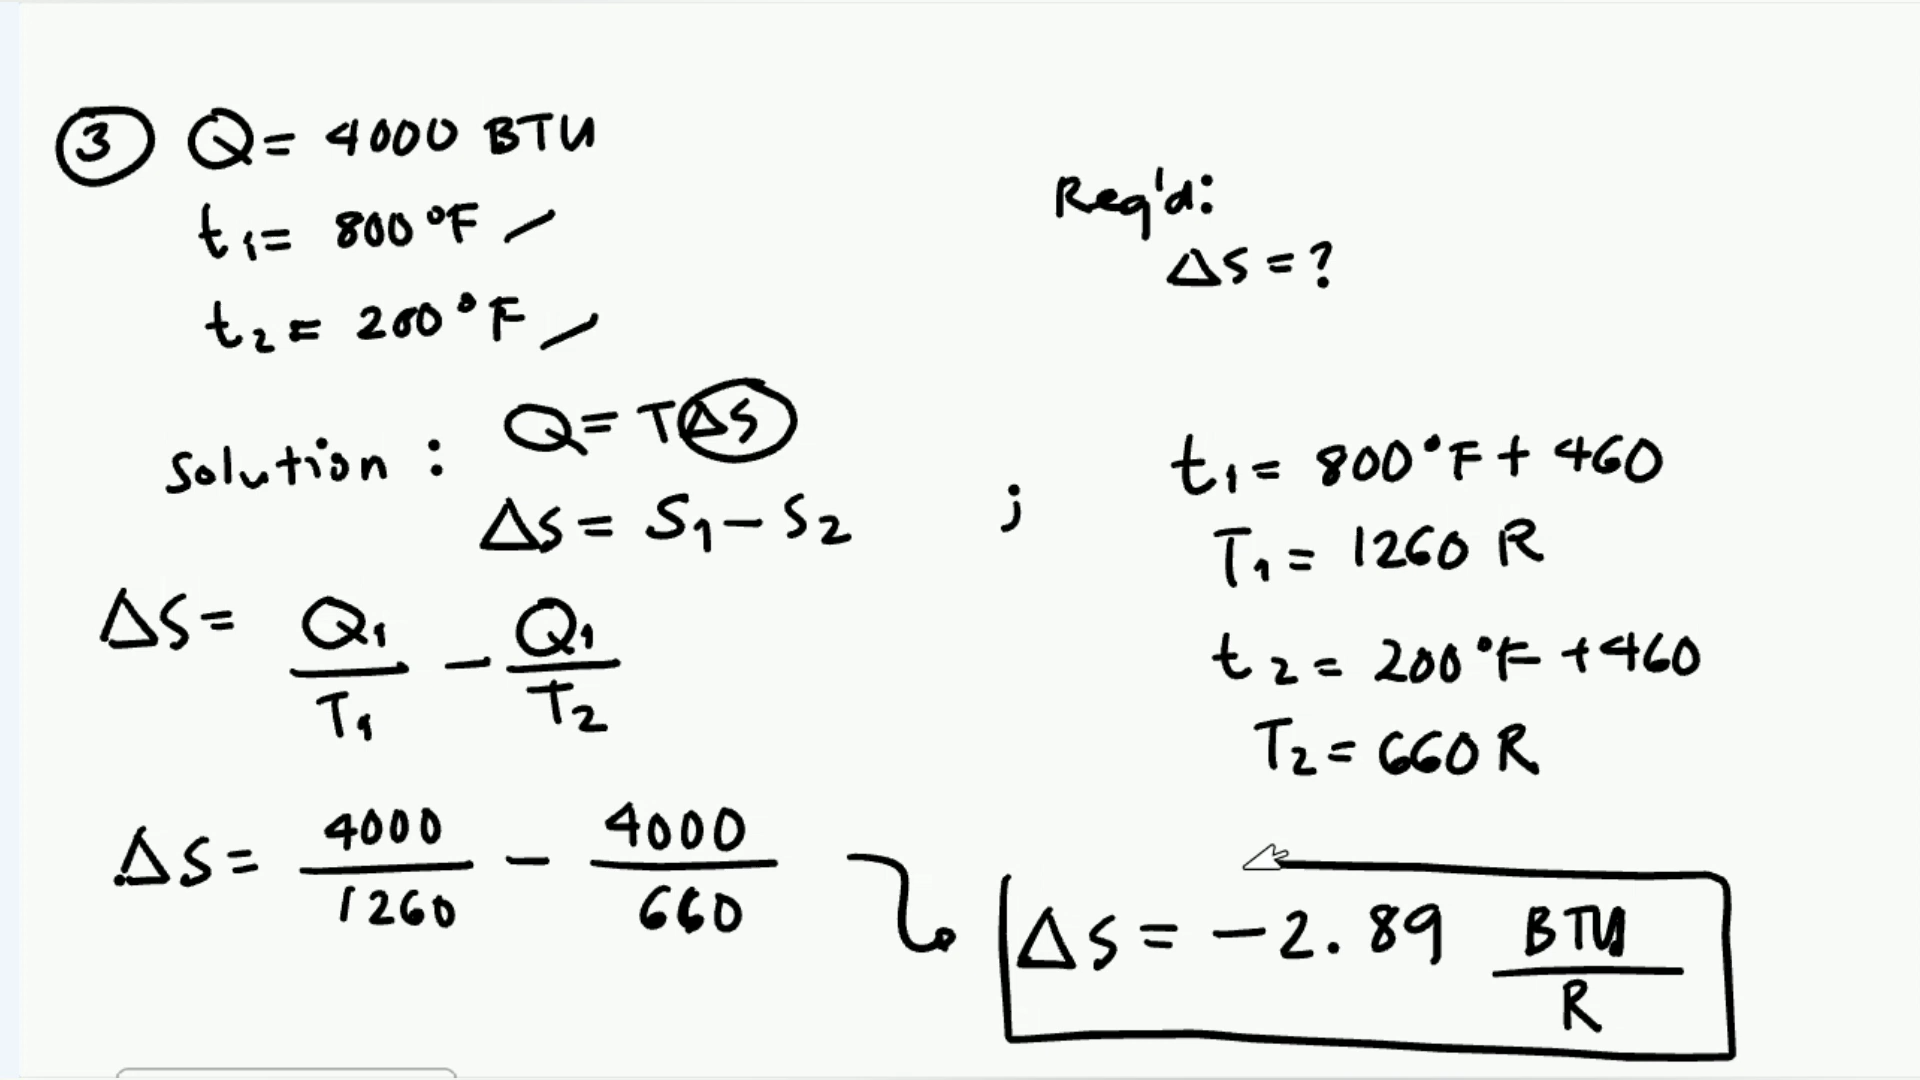 ③ Q = 4000 BTU
t₁ = 800 °F
t₂ = 200 °F
Req'd:
ΔS = ?
Solution : Q = TΔS
ΔS = S₁ − S₂ ;
ΔS = Q₁/T₁ − Q₁/T₂
ΔS = 4000/1260 − 4000/660
t₁ = 800°F + 460
T₁ = 1260 R
t₂ = 200°F + 460
T₂ = 660 R
ΔS = −2.89 BTU/R